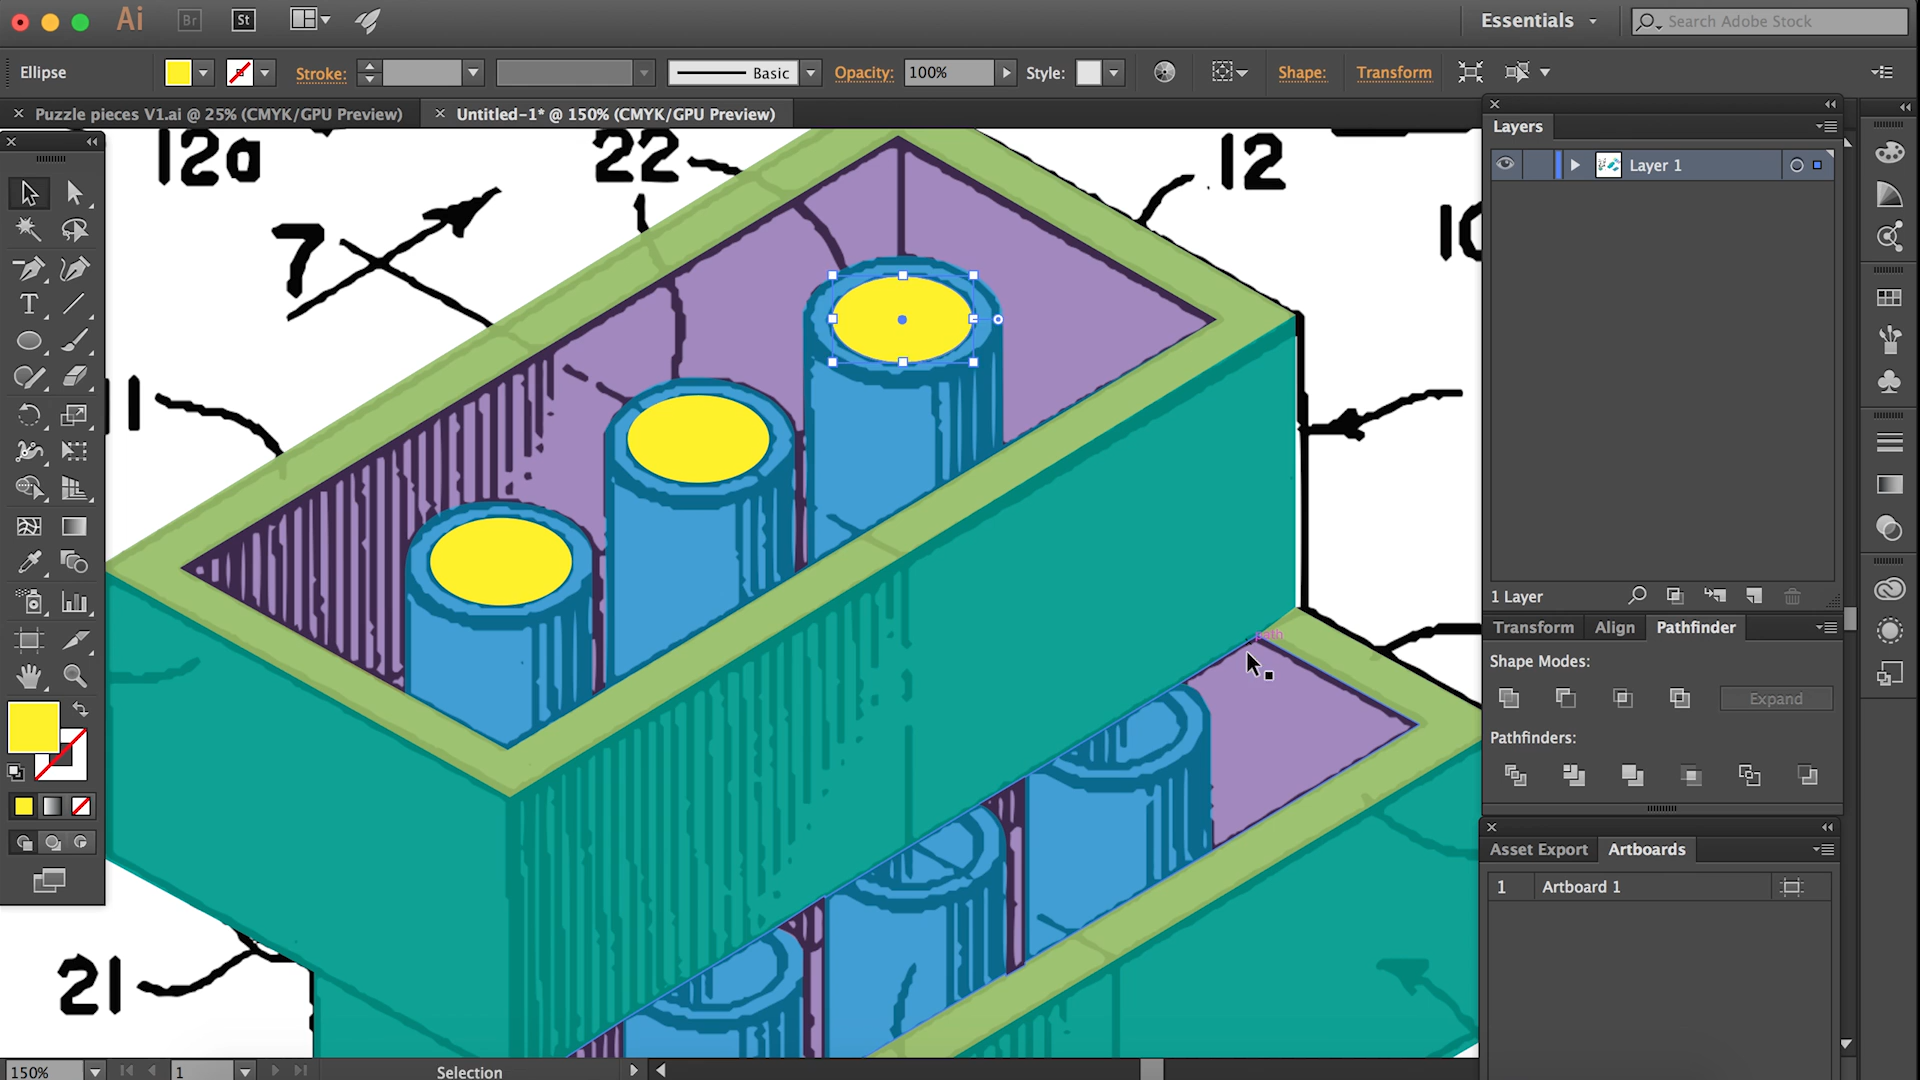 Ai
Br
St
Essentials
Search Adobe Stock
Ellipse
Stroke:
Basic
Opacity:
100%
Style:
Shape:
Transform
Puzzle pieces V1.ai @ 25% (CMYK/GPU Preview)
Untitled-1* @ 150% (CMYK/GPU Preview)
Layers
12a
22
12
Layer 1
7
1
1 Layer
Transform
Align
Pathfinder
path
Shape Modes:
Expand
Pathfinders:
Asset Export
Artboards
1
Artboard 1
21
150%
1
Selection